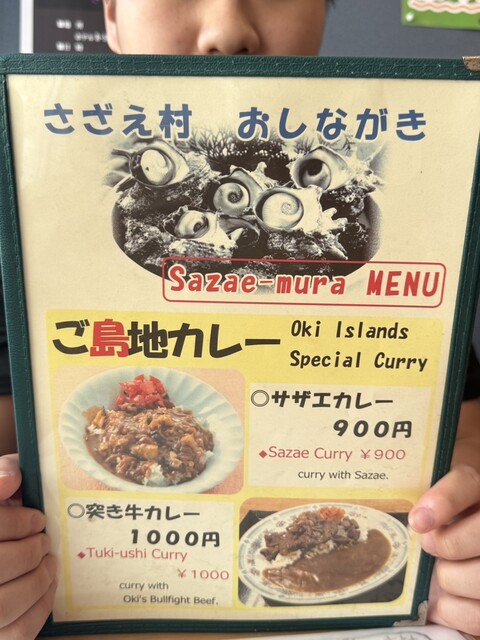 さざえ村 おしながき
Sazae-mura MENU
ご島地カレー
Oki Islands
Special Curry
○サザエカレー
900円
◆Sazae Curry ¥900
curry with Sazae.
○突き牛カレー
1000円
◆Tuki-ushi Curry
¥1000
curry with
Oki's Bullfight Beef.